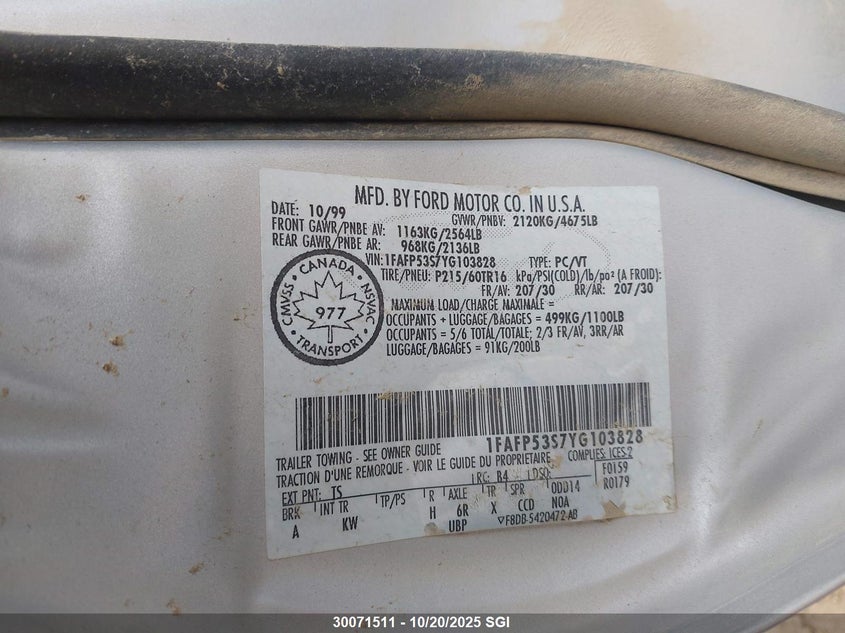 MFD. BY FORD MOTOR CO. IN U.S.A.
DATE: 10/99 GVWR/PNBV: 2120KG/4675LB
FRONT GAWR/PNBE AV: 1163KG/2564LB
REAR GAWR/PNBE AR: 968KG/2136LB
VIN:1FAFP53S7YG103828 TYPE: PC/VT
TIRE/PNEU: P215/60TR16 kPa/PSI(COLD)/lb/po² (A FROID):
FR/AV: 207/30 RR/AR: 207/30
CANADA
CMVSS 977 NSVAC
TRANSPORT
MAXIMUM LOAD/CHARGE MAXIMALE =
OCCUPANTS + LUGGAGE/BAGAGES = 499KG/1100LB
OCCUPANTS = 5/6 TOTAL/TOTALE; 2/3 FR/AV, 3RR/AR
LUGGAGE/BAGAGES = 91KG/200LB
1FAFP53S7YG103828
TRAILER TOWING - SEE OWNER GUIDE COMPLIES: ICES-2
TRACTION D'UNE REMORQUE - VOIR LE GUIDE DU PROPRIETAIRE
EXT PNT: TS RC: B4 DSO: F0159
BRK INT TR TP/PS R AXLE TR SPR 0DD14 R0179
A KW H 6R X CCD NOA
UBP ▽F8DB-5420472-AB
30071511 - 10/20/2025 SGI